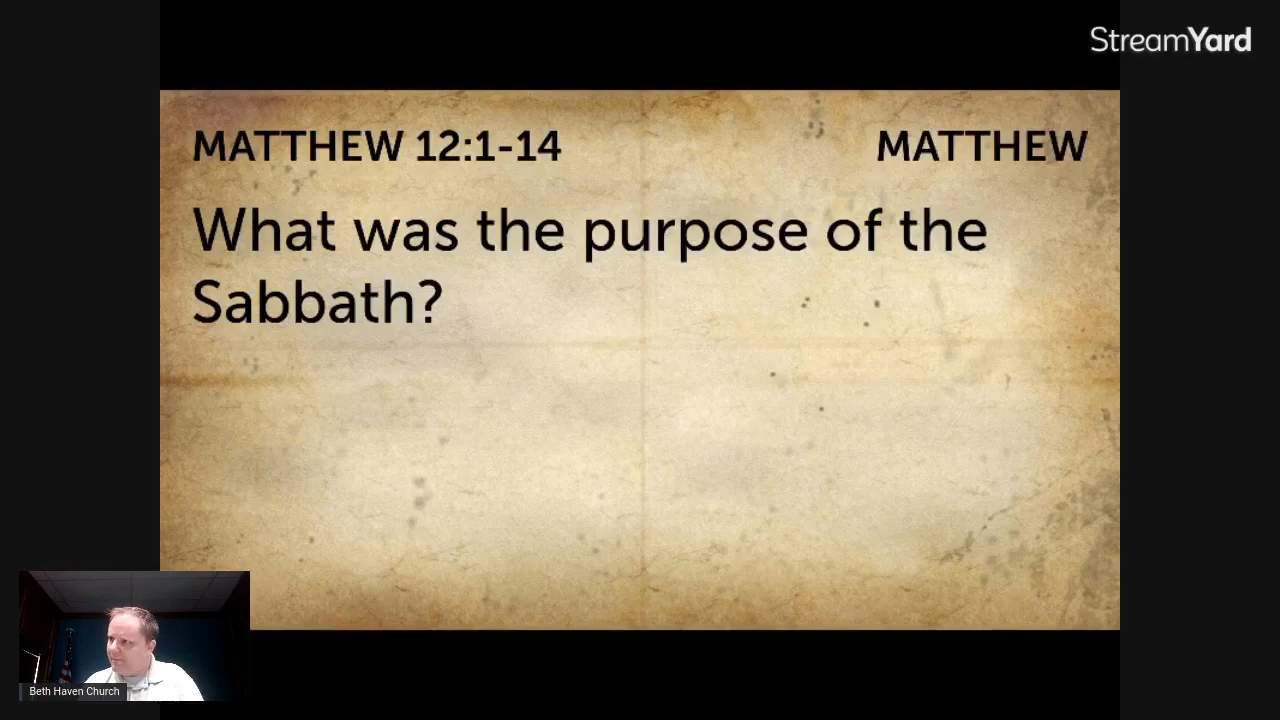 StreamYard
MATTHEW 12:1-14
MATTHEW
What was the purpose of the
Sabbath?
Beth Haven Church